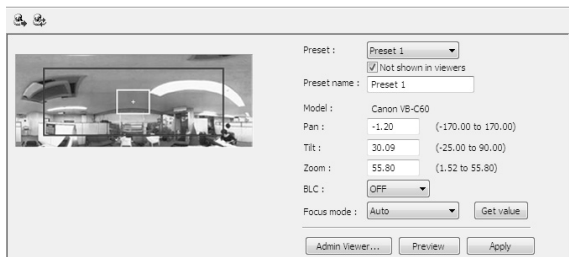 Preset : Preset 1
Not shown in viewers
Preset name : Preset 1
Model : Canon VB-C60
Pan : -1.20 (-170.00 to 170.00)
Tilt : 30.09 (-25.00 to 90.00)
Zoom : 55.80 (1.52 to 55.80)
BLC : OFF
Focus mode : Auto Get value
Admin Viewer... Preview Apply